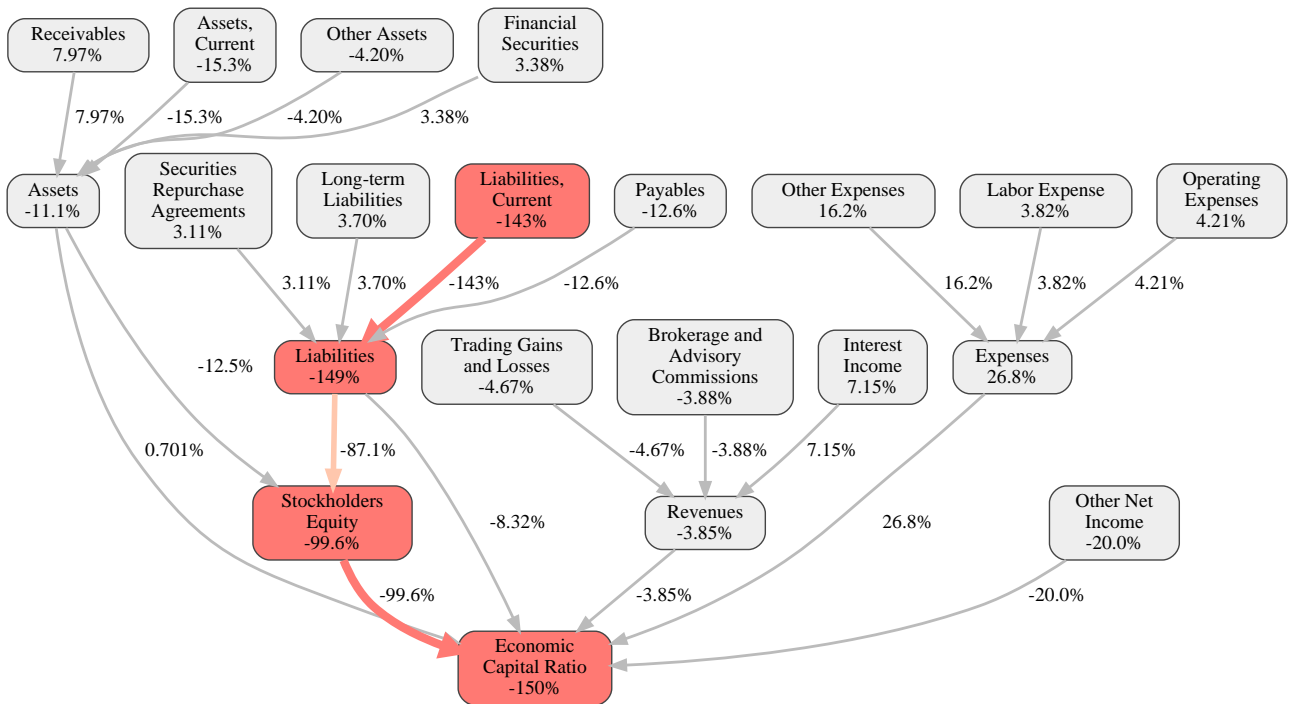 Receivables
7.97%
Assets,
Current
-15.3%
Other Assets
-4.20%
Financial
Securities
3.38%
7.97%
-15.3%
-4.20%
3.38%
Assets
-11.1%
Securities
Repurchase
Agreements
3.11%
Long-term
Liabilities
3.70%
Liabilities,
Current
-143%
Payables
-12.6%
Other Expenses
16.2%
Labor Expense
3.82%
Operating
Expenses
4.21%
3.11%
3.70%
-143%
-12.6%
16.2%
3.82%
4.21%
-12.5%
Liabilities
-149%
Trading Gains
and Losses
-4.67%
Brokerage and
Advisory
Commissions
-3.88%
Interest
Income
7.15%
Expenses
26.8%
0.701%
-87.1%
-4.67%
-3.88%
7.15%
Stockholders
Equity
-99.6%
-8.32%
Revenues
-3.85%
26.8%
Other Net
Income
-20.0%
-99.6%
-3.85%
-20.0%
Economic
Capital Ratio
-150%